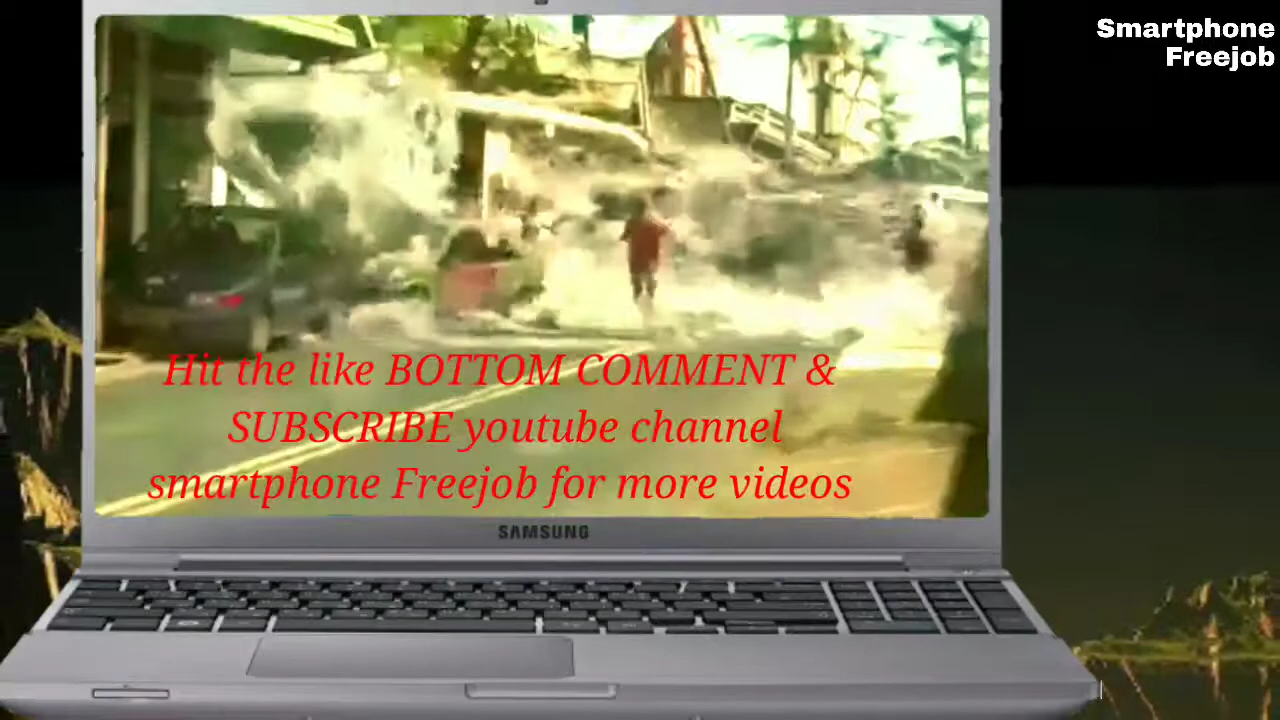 Smartphone
Freejob
Hit the like BOTTOM COMMENT &
SUBSCRIBE youtube channel
smartphone Freejob for more videos
SAMSUNG